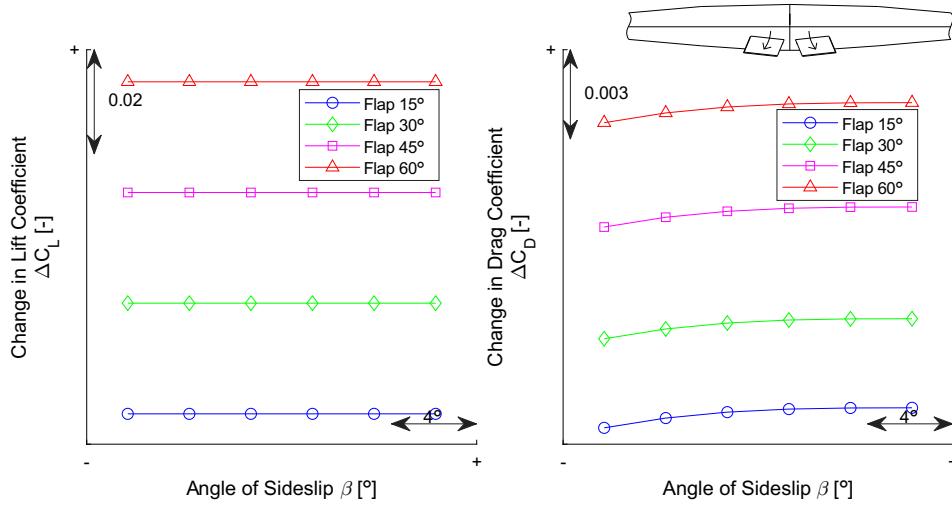 +
0.02
Flap 15º
Flap 30º
Flap 45º
Flap 60º
Change in Lift Coefficient
ΔC_L [-]
4º
-
+
Angle of Sideslip β [º]
+
0.003
Flap 15º
Flap 30º
Flap 45º
Flap 60º
Change in Drag Coefficient
ΔC_D [-]
4º
-
Angle of Sideslip β [º]